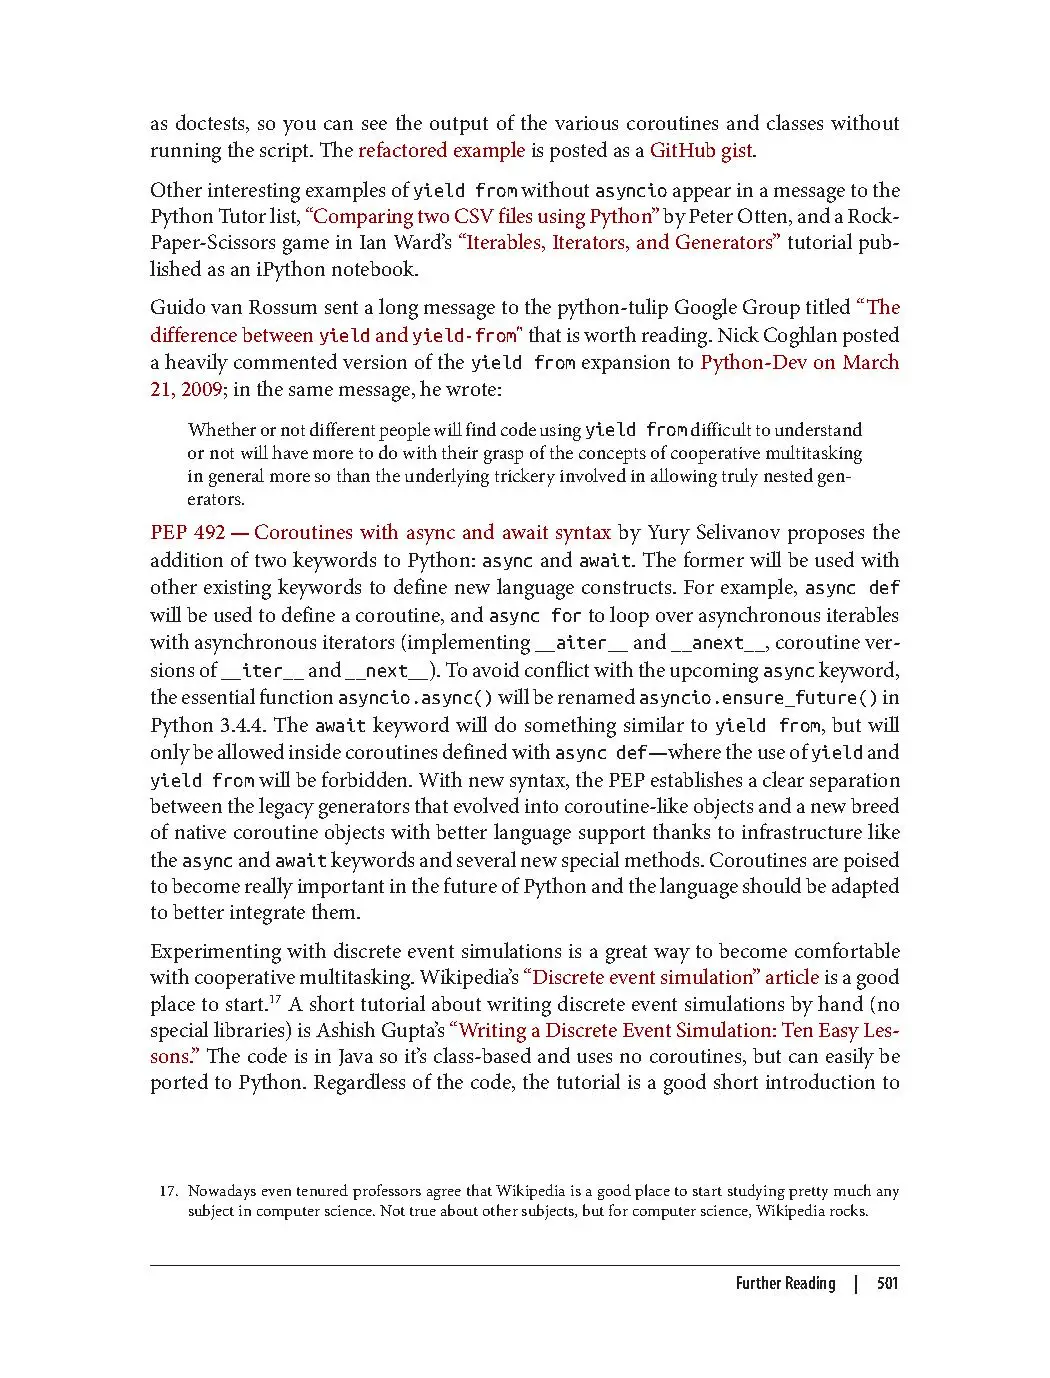 as doctests, so you can see the output of the various coroutines and classes without
running the script. The refactored example is posted as a GitHub gist.
Other interesting examples of yield from without asyncio appear in a message to the
Python Tutor list, “Comparing two CSV files using Python” by Peter Otten, and a Rock-
Paper-Scissors game in Ian Ward’s “Iterables, Iterators, and Generators” tutorial pub-
lished as an iPython notebook.
Guido van Rossum sent a long message to the python-tulip Google Group titled “The
difference between yield and yield-from” that is worth reading. Nick Coghlan posted
a heavily commented version of the yield from expansion to Python-Dev on March
21, 2009; in the same message, he wrote:
Whether or not different people will find code using yield from difficult to understand
or not will have more to do with their grasp of the concepts of cooperative multitasking
in general more so than the underlying trickery involved in allowing truly nested gen-
erators.
PEP 492 — Coroutines with async and await syntax by Yury Selivanov proposes the
addition of two keywords to Python: async and await. The former will be used with
other existing keywords to define new language constructs. For example, async def
will be used to define a coroutine, and async for to loop over asynchronous iterables
with asynchronous iterators (implementing __aiter__ and __anext__, coroutine ver-
sions of __iter__ and __next__). To avoid conflict with the upcoming async keyword,
the essential function asyncio.async() will be renamed asyncio.ensure_future() in
Python 3.4.4. The await keyword will do something similar to yield from, but will
only be allowed inside coroutines defined with async def—where the use of yield and
yield from will be forbidden. With new syntax, the PEP establishes a clear separation
between the legacy generators that evolved into coroutine-like objects and a new breed
of native coroutine objects with better language support thanks to infrastructure like
the async and await keywords and several new special methods. Coroutines are poised
to become really important in the future of Python and the language should be adapted
to better integrate them.
Experimenting with discrete event simulations is a great way to become comfortable
with cooperative multitasking. Wikipedia’s “Discrete event simulation” article is a good
place to start.17 A short tutorial about writing discrete event simulations by hand (no
special libraries) is Ashish Gupta’s “Writing a Discrete Event Simulation: Ten Easy Les-
sons.” The code is in Java so it’s class-based and uses no coroutines, but can easily be
ported to Python. Regardless of the code, the tutorial is a good short introduction to
17. Nowadays even tenured professors agree that Wikipedia is a good place to start studying pretty much any
subject in computer science. Not true about other subjects, but for computer science, Wikipedia rocks.
Further Reading | 501